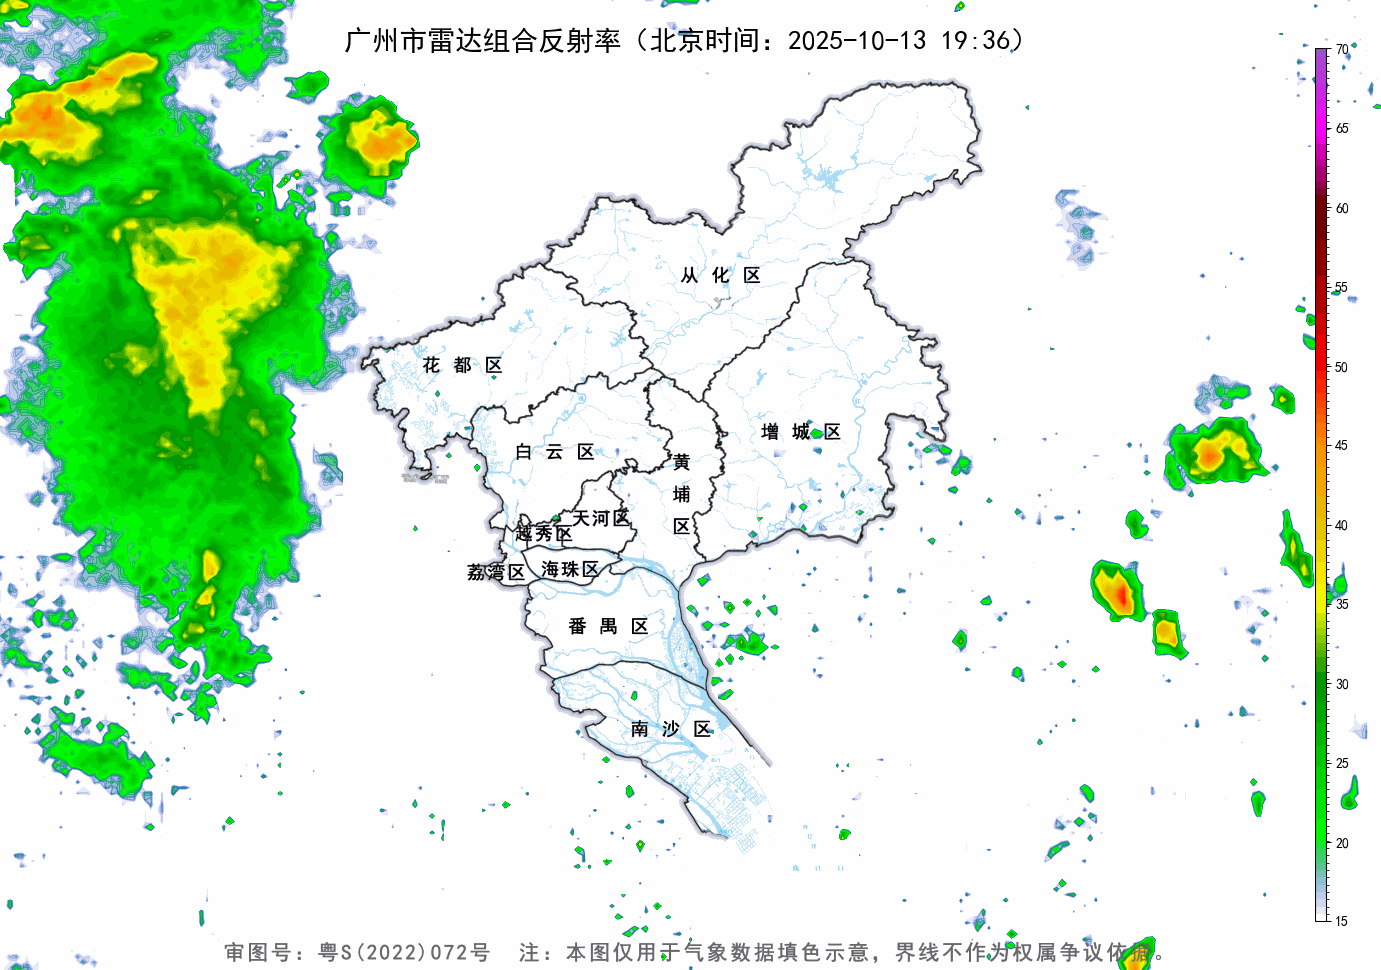 广州市雷达组合反射率（北京时间：2025-10-13 19:36）
70
65
60
55
50
45
40
35
30
25
20
15
从化区
花都区
增城区
白云区
黄埔区
天河区
越秀区
荔湾区
海珠区
番禺区
南沙区
审图号：粤S(2022)072号 注：本图仅用于气象数据填色示意，界线不作为权属争议依据。